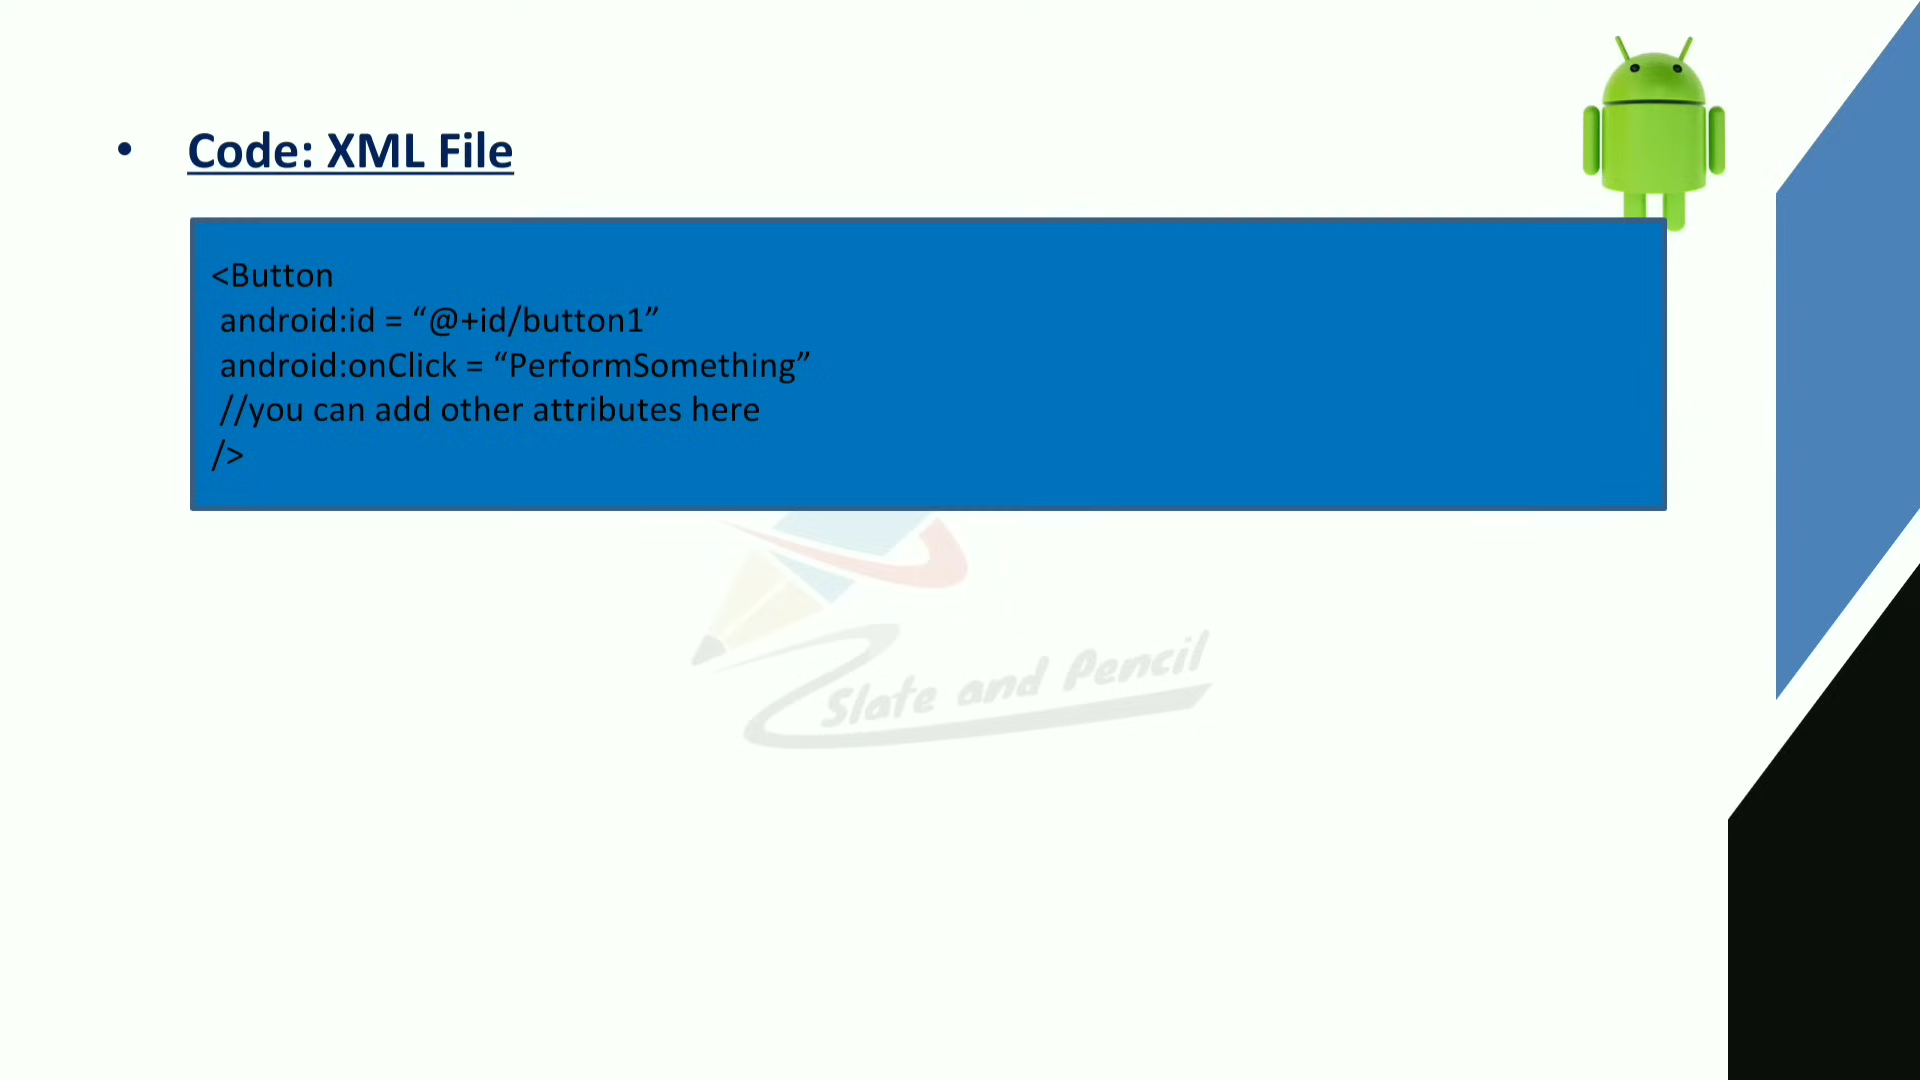 • Code: XML File
<Button
android:id = “@+id/button1”
android:onClick = “PerformSomething”
//you can add other attributes here
/>
Slate and Pencil